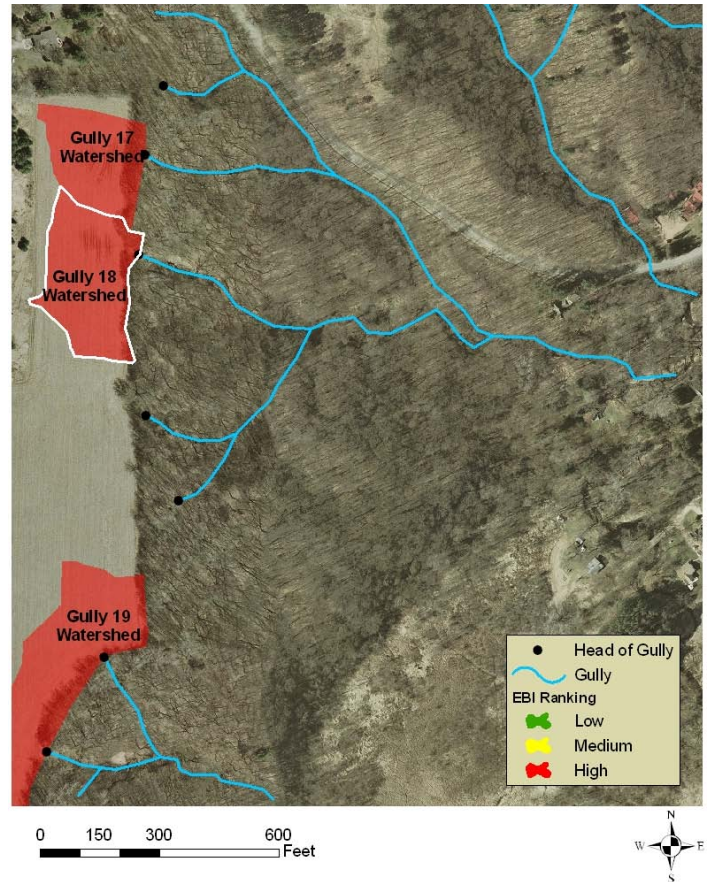 Gully 17
Watershed
Gully 18
Watershed
Gully 19
Watershed
Head of Gully
Gully
EBI Ranking
Low
Medium
High
0 150 300 600
Feet
N
W E
S